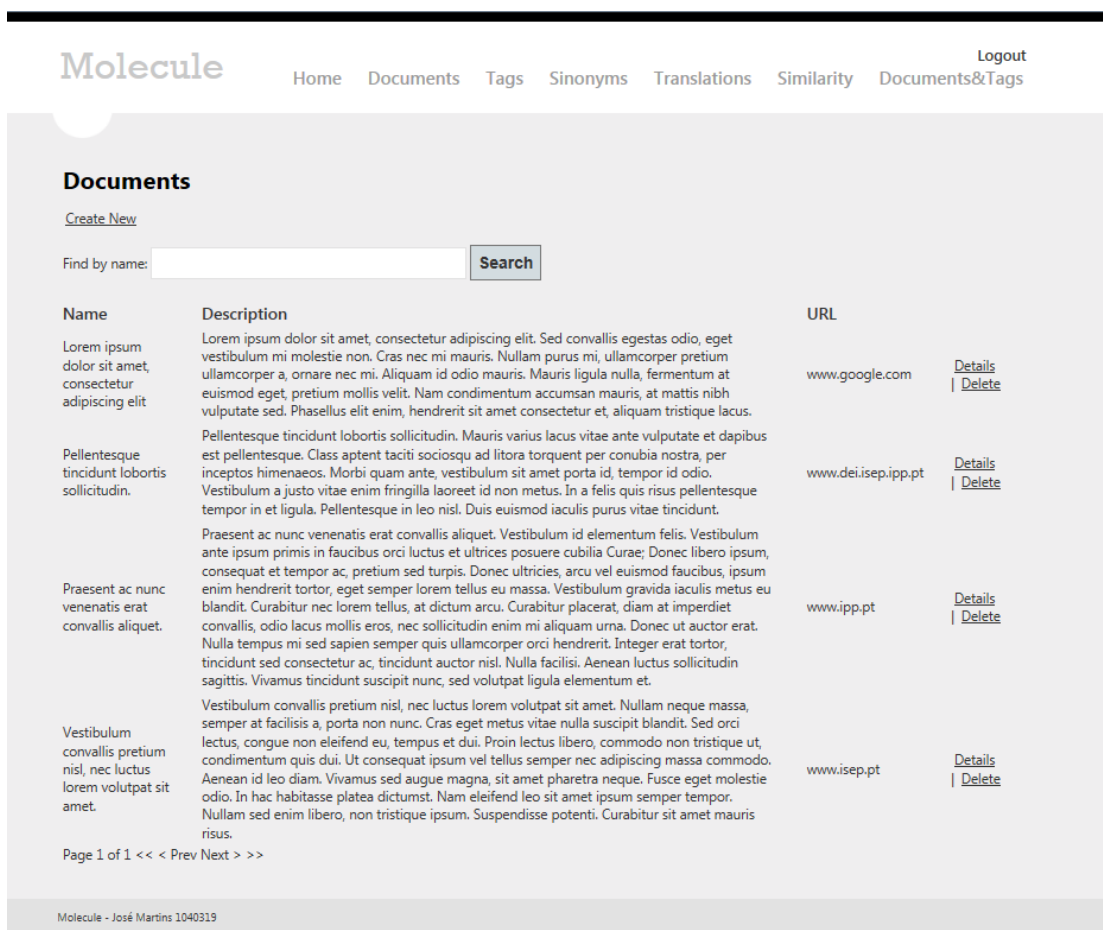 Logout
Molecule
Home Documents Tags Sinonyms Translations Similarity Documents&Tags
Documents
Create New
Find by name: Search
Name Description URL
Lorem ipsum
dolor sit amet,
consectetur
adipiscing elit
Lorem ipsum dolor sit amet, consectetur adipiscing elit. Sed convallis egestas odio, eget
vestibulum mi molestie non. Cras nec mi mauris. Nullam purus mi, ullamcorper pretium
ullamcorper a, ornare nec mi. Aliquam id odio mauris. Mauris ligula nulla, fermentum at
euismod eget, pretium mollis velit. Nam condimentum accumsan mauris, at mattis nibh
vulputate sed. Phasellus elit enim, hendrerit sit amet consectetur et, aliquam tristique lacus.
www.google.com
Details
| Delete
Pellentesque
tincidunt lobortis
sollicitudin.
Pellentesque tincidunt lobortis sollicitudin. Mauris varius lacus vitae ante vulputate et dapibus
est pellentesque. Class aptent taciti sociosqu ad litora torquent per conubia nostra, per
inceptos himenaeos. Morbi quam ante, vestibulum sit amet porta id, tempor id odio.
Vestibulum a justo vitae enim fringilla laoreet id non metus. In a felis quis risus pellentesque
tempor in et ligula. Pellentesque in leo nisl. Duis euismod iaculis purus vitae tincidunt.
www.dei.isep.ipp.pt
Details
| Delete
Praesent ac nunc
venenatis erat
convallis aliquet.
Praesent ac nunc venenatis erat convallis aliquet. Vestibulum id elementum felis. Vestibulum
ante ipsum primis in faucibus orci luctus et ultrices posuere cubilia Curae; Donec libero ipsum,
consequat et tempor ac, pretium sed turpis. Donec ultricies, arcu vel euismod faucibus, ipsum
enim hendrerit tortor, eget semper lorem tellus eu massa. Vestibulum gravida iaculis metus eu
blandit. Curabitur nec lorem tellus, at dictum arcu. Curabitur placerat, diam at imperdiet
convallis, odio lacus mollis eros, nec sollicitudin enim mi aliquam urna. Donec ut auctor erat.
Nulla tempus mi sed sapien semper quis ullamcorper orci hendrerit. Integer erat tortor,
tincidunt sed consectetur ac, tincidunt auctor nisl. Nulla facilisi. Aenean luctus sollicitudin
sagittis. Vivamus tincidunt suscipit nunc, sed volutpat ligula elementum et.
www.ipp.pt
Details
| Delete
Vestibulum
convallis pretium
nisl, nec luctus
lorem volutpat sit
amet.
Vestibulum convallis pretium nisl, nec luctus lorem volutpat sit amet. Nullam neque massa,
semper at facilisis a, porta non nunc. Cras eget metus vitae nulla suscipit blandit. Sed orci
lectus, congue non eleifend eu, tempus et dui. Proin lectus libero, commodo non tristique ut,
condimentum quis dui. Ut consequat ipsum vel tellus semper nec adipiscing massa commodo.
Aenean id leo diam. Vivamus sed augue magna, sit amet pharetra neque. Fusce eget molestie
odio. In hac habitasse platea dictumst. Nam eleifend leo sit amet ipsum semper tempor.
Nullam sed enim libero, non tristique ipsum. Suspendisse potenti. Curabitur sit amet mauris
risus.
www.isep.pt
Details
| Delete
Page 1 of 1 << < Prev Next > >>
Molecule - José Martins 1040319